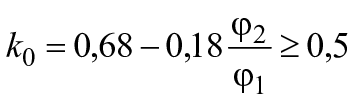 k₀ = 0,68 – 0,18 φ₂/φ₁ ≥ 0,5